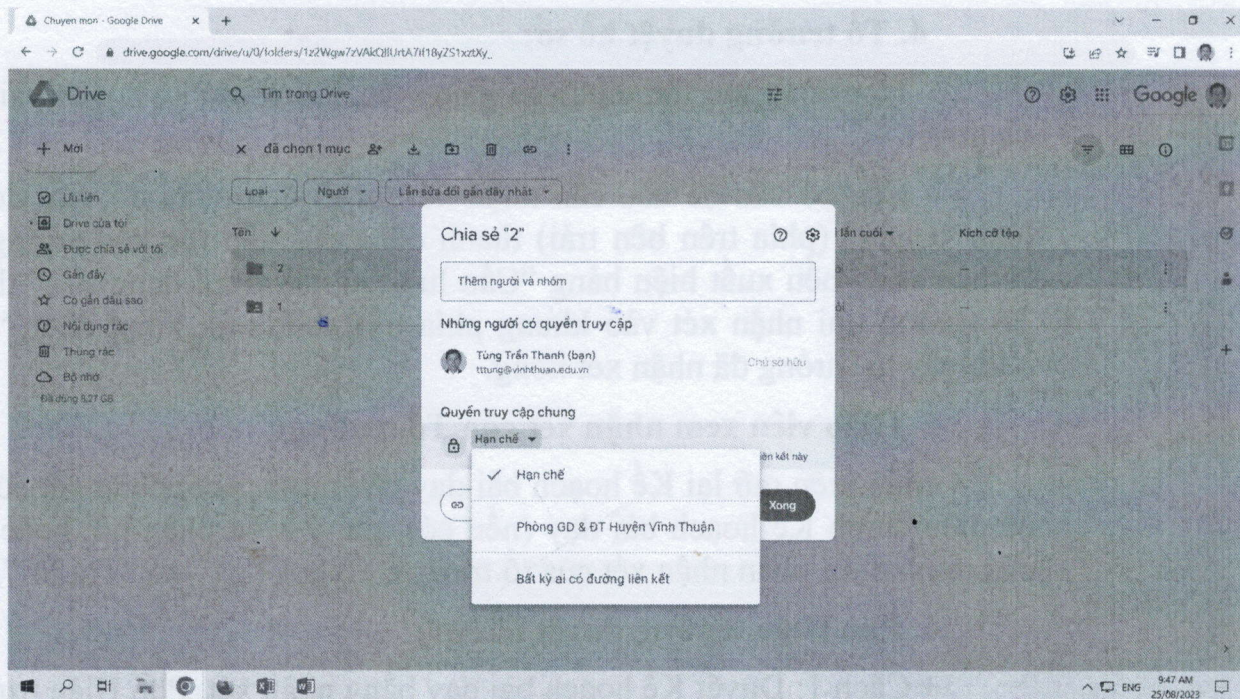 Chuyen mon - Google Drive
drive.google.com/drive/u/0/folders/
Drive
Tìm trong Drive
Google
Mới
đã chọn 1 mục
Ưu tiên
Drive của tôi
Được chia sẻ với tôi
Gần đây
Có gắn dấu sao
Nội dung rác
Thùng rác
Bộ nhớ
Đã dùng 6,27 GB
Loại
Người
Lần sửa đổi gần đây nhất
Tên
lần cuối
Kích cỡ tệp
2
1
Chia sẻ "2"
Thêm người và nhóm
Những người có quyền truy cập
Tùng Trần Thanh (bạn)
tttung@vinhthuan.edu.vn
Chủ sở hữu
Quyền truy cập chung
Hạn chế
liên kết này
Hạn chế
Phòng GD & ĐT Huyện Vĩnh Thuận
Bất kỳ ai có đường liên kết
Xong
ENG
9:47 AM
25/08/2023